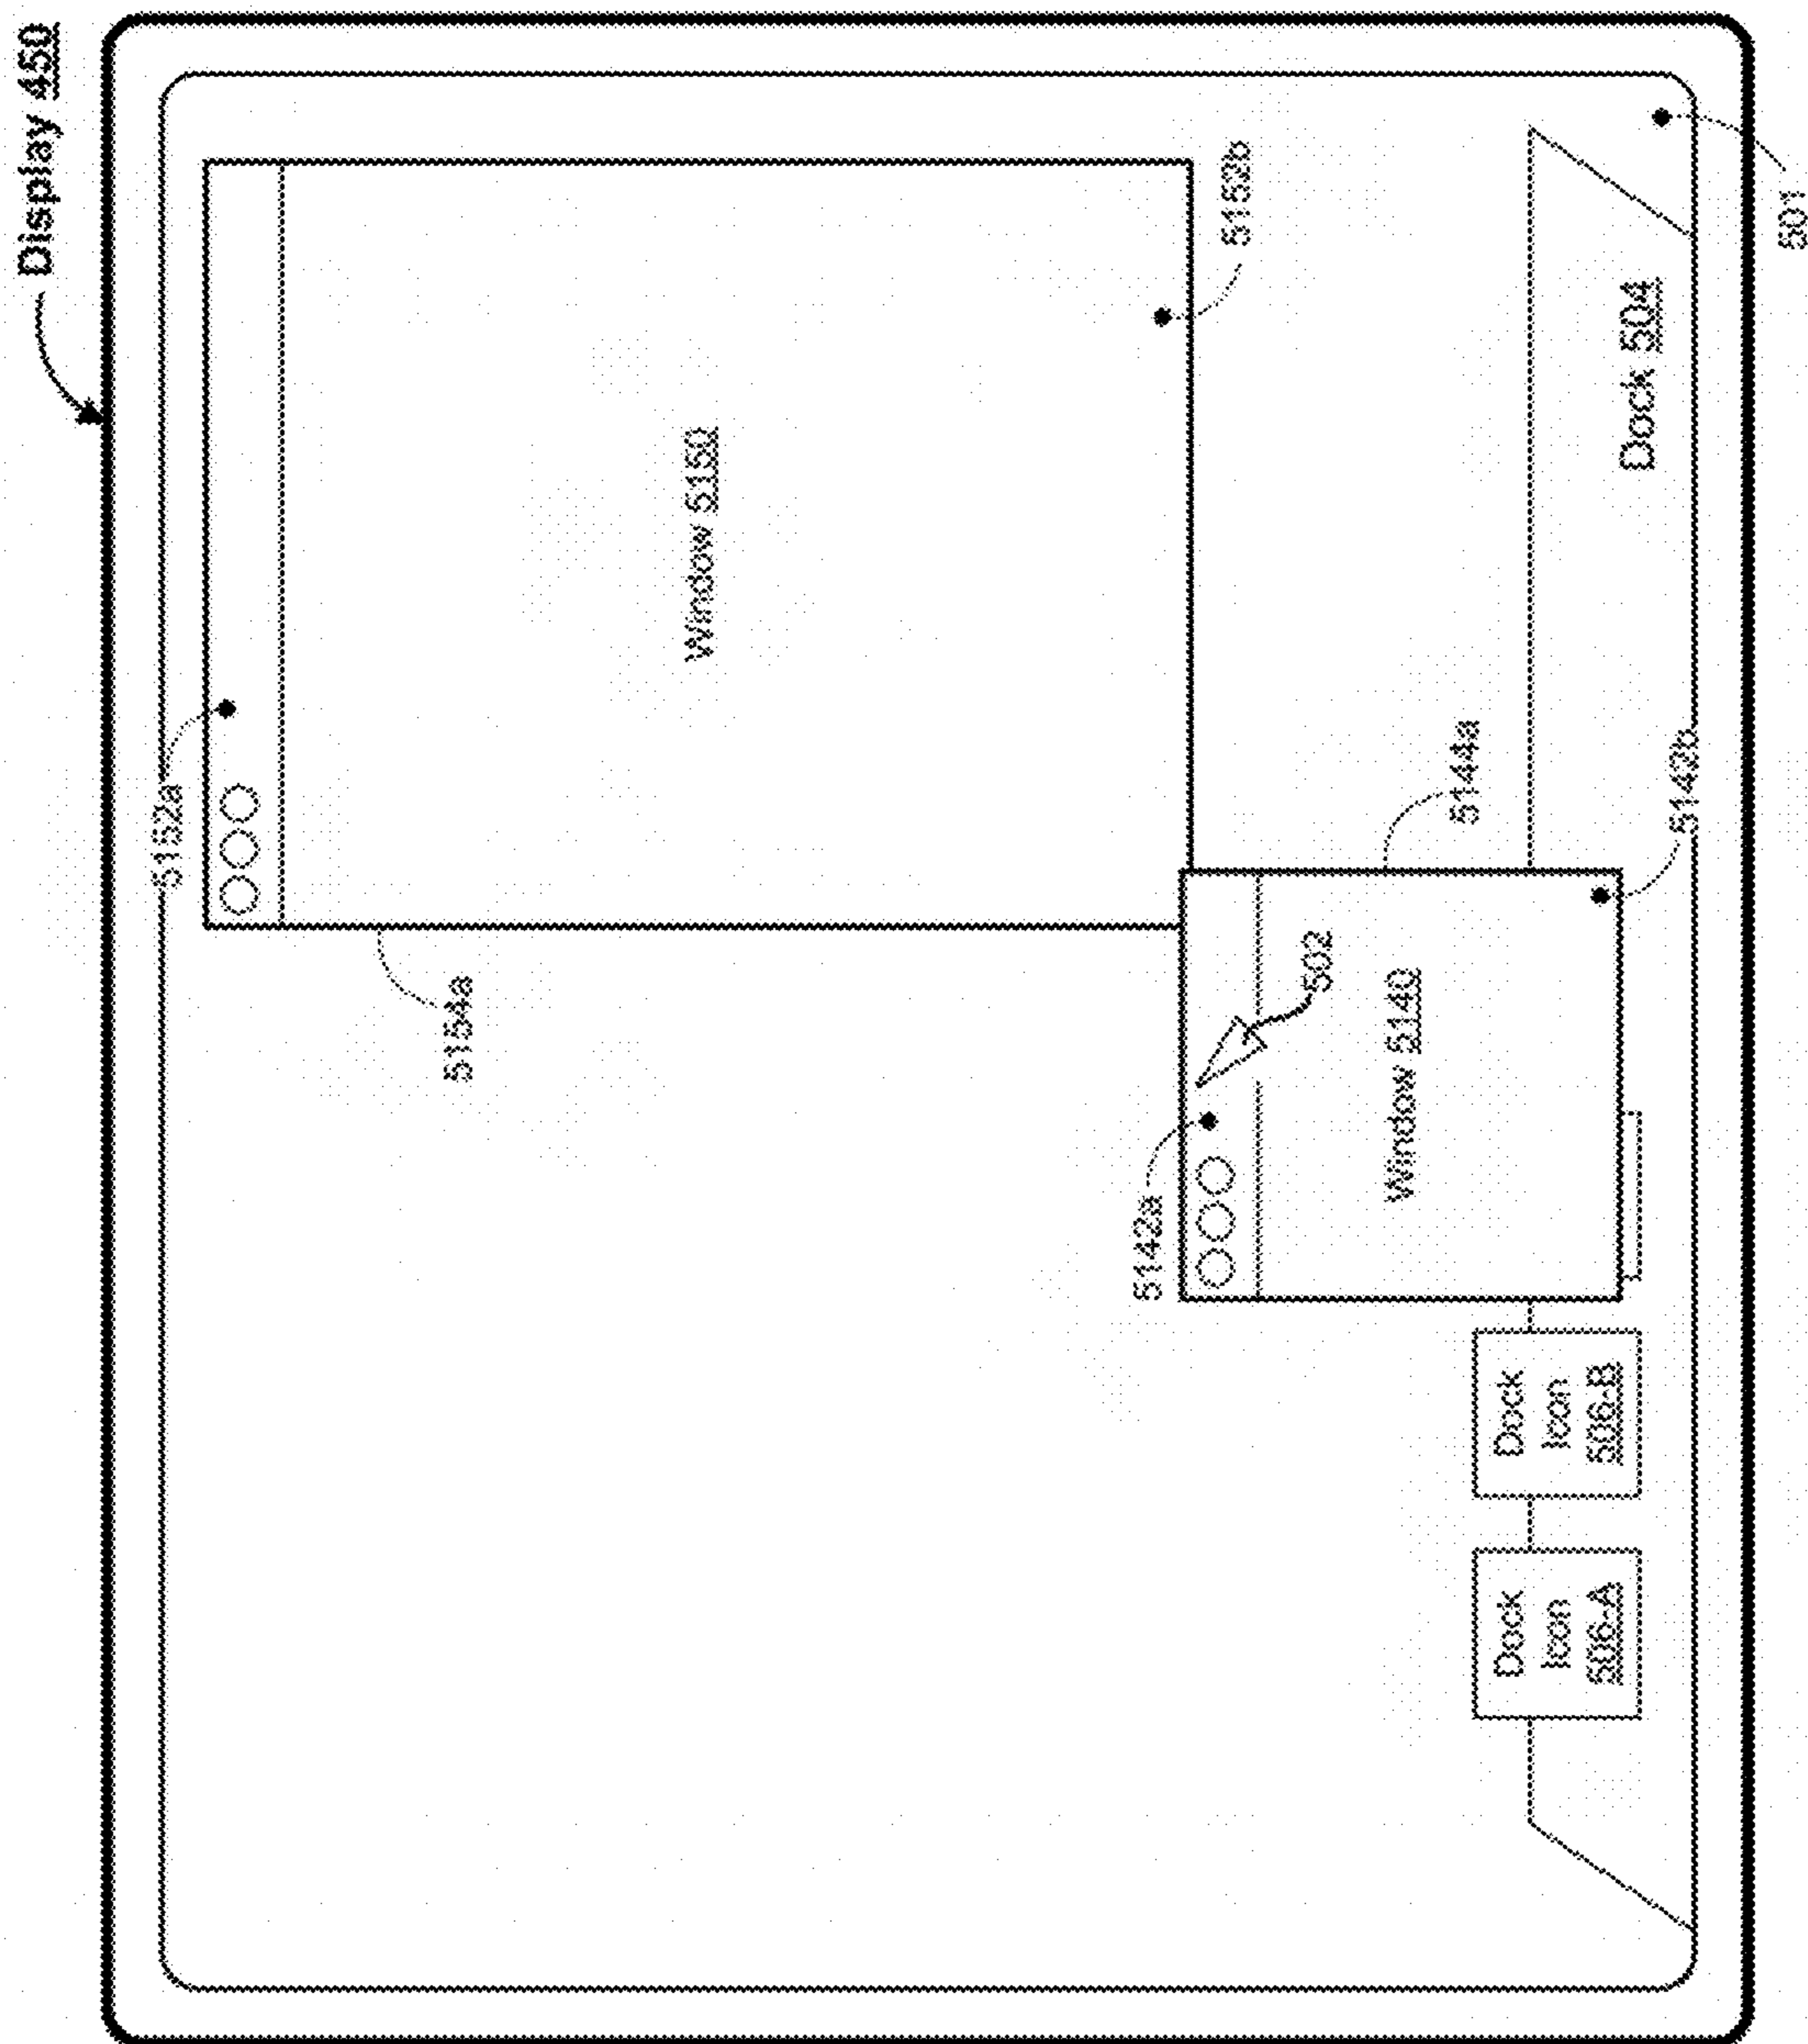 Display 450
5152a
Window 5150
5154a
5152b
5142a
502
Window 5140
5144a
Dock
Icon
506-A
Dock
Icon
506-B
Dock 504
5142b
501